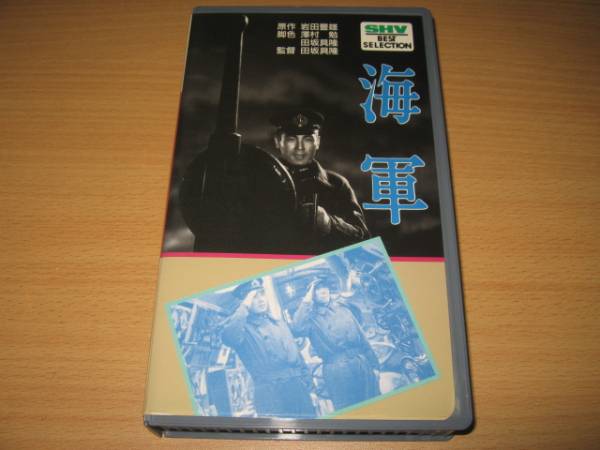 原作 岩田豊雄
脚色 澤村 勉
田坂具隆
監督 田坂具隆
SHV
BEST
SELECTION
海軍